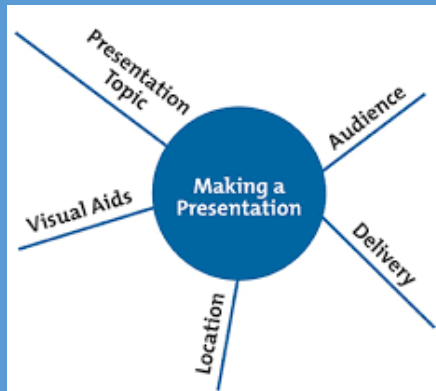 Presentation
Topic
Audience
Making a
Presentation
Visual Aids
Delivery
Location